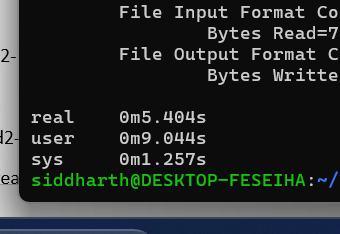 File Input Format Co
Bytes Read=7
File Output Format C
Bytes Writte
real 0m5.404s
user 0m9.044s
sys 0m1.257s
siddharth@DESKTOP-FESEIHA:~/
2-
d2-
ea